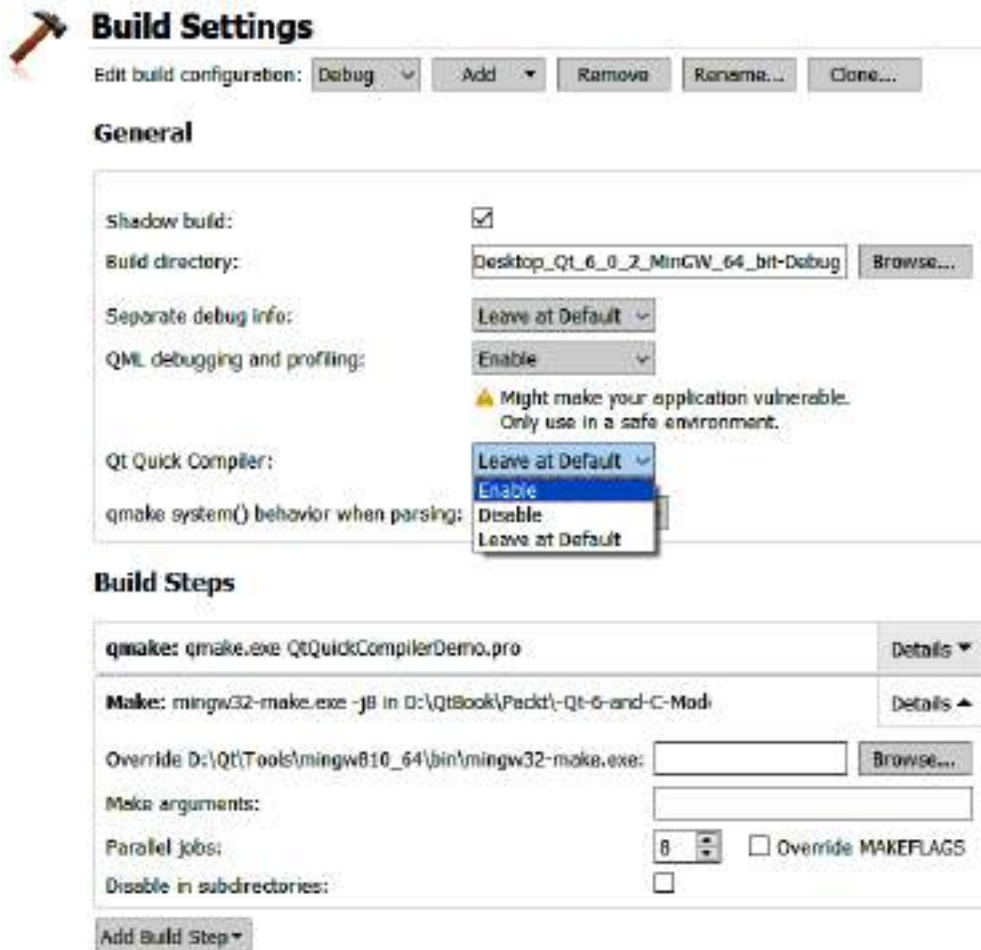 Build Settings
Edit build configuration: Debug Add Remove Rename... Clone...
General
Shadow build:
Build directory: Desktop_Qt_6_0_2_MinGW_64_bit-Debug Browse...
Separate debug info: Leave at Default
QML debugging and profiling: Enable
Might make your application vulnerable.
Only use in a safe environment.
Qt Quick Compiler: Leave at Default
Enable
qmake system() behavior when parsing: Disable
Leave at Default
Build Steps
qmake: qmake.exe QtQuickCompilerDemo.pro Details
Make: mingw32-make.exe -j8 in D:\QtBook\Packt\-Qt-6-and-C-Mod Details
Override D:\Qt\Tools\mingw810_64\bin\mingw32-make.exe: Browse...
Make arguments:
Parallel jobs: 8 Override MAKEFLAGS
Disable in subdirectories:
Add Build Step